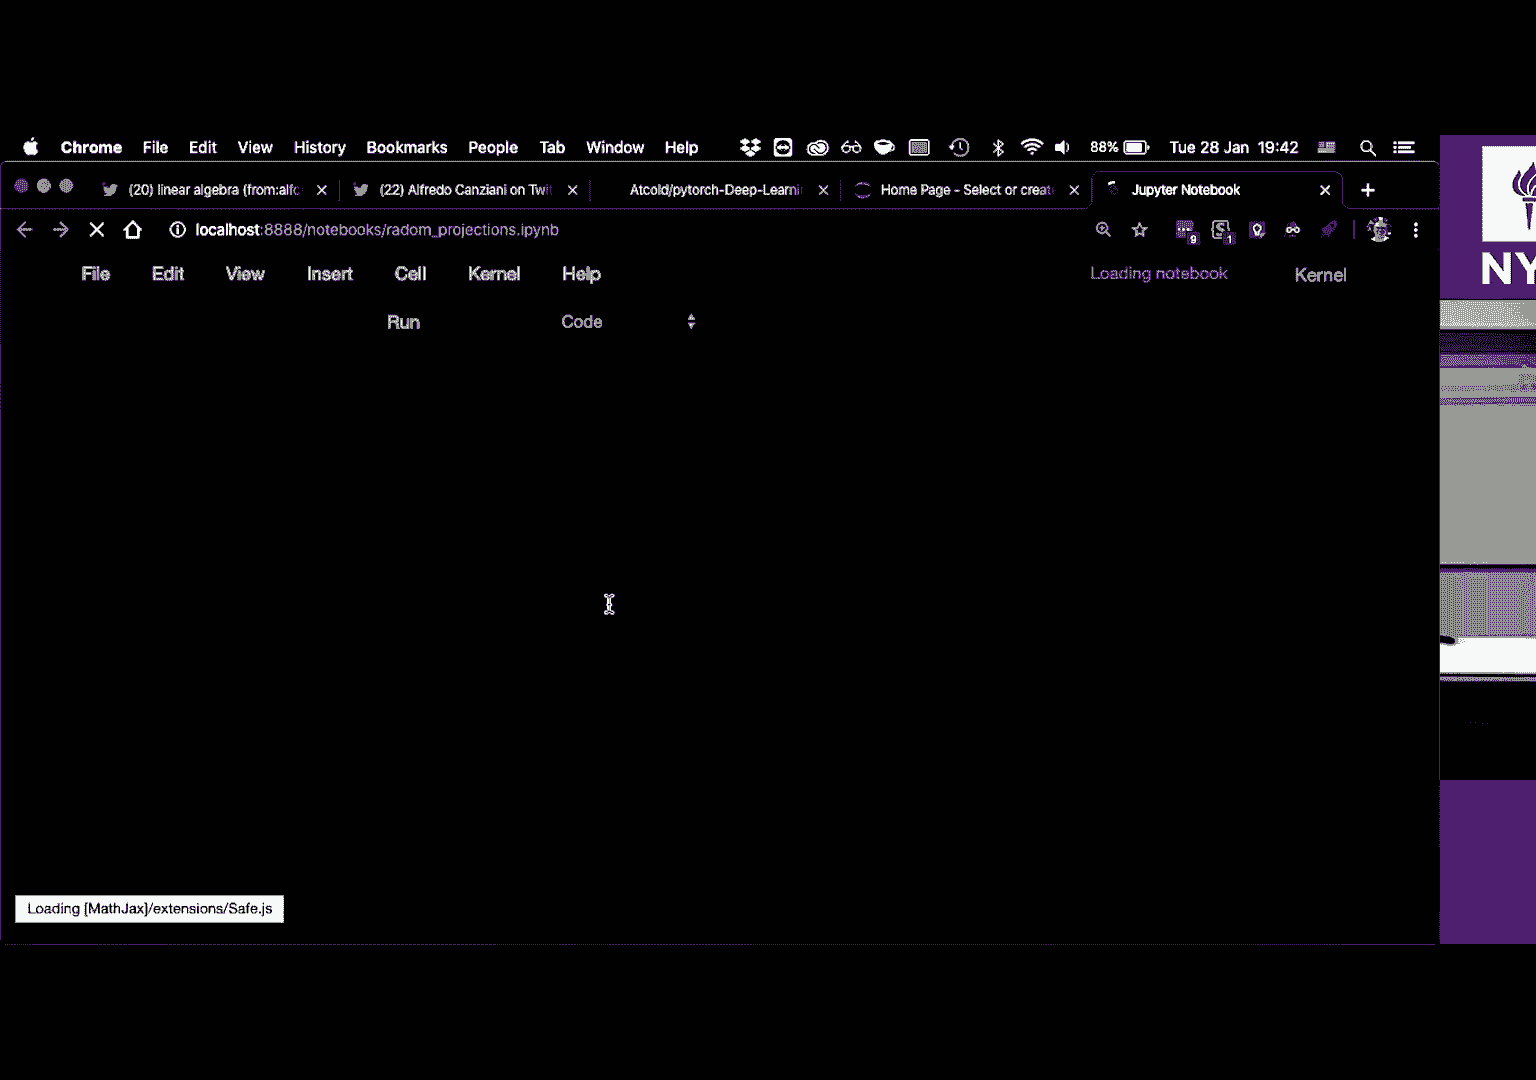 Chrome File Edit View History Bookmarks People Tab Window Help 88% Tue 28 Jan 19:42
(20) linear algebra (from:alfc (22) Alfredo Canziani on Twit Atcold/pytorch-Deep-Learni Home Page - Select or create Jupyter Notebook
localhost:8888/notebooks/radom_projections.ipynb 9 1
File Edit View Insert Cell Kernel Help Loading notebook Kernel
NY
Run Code
Loading [MathJax]/extensions/Safe.js